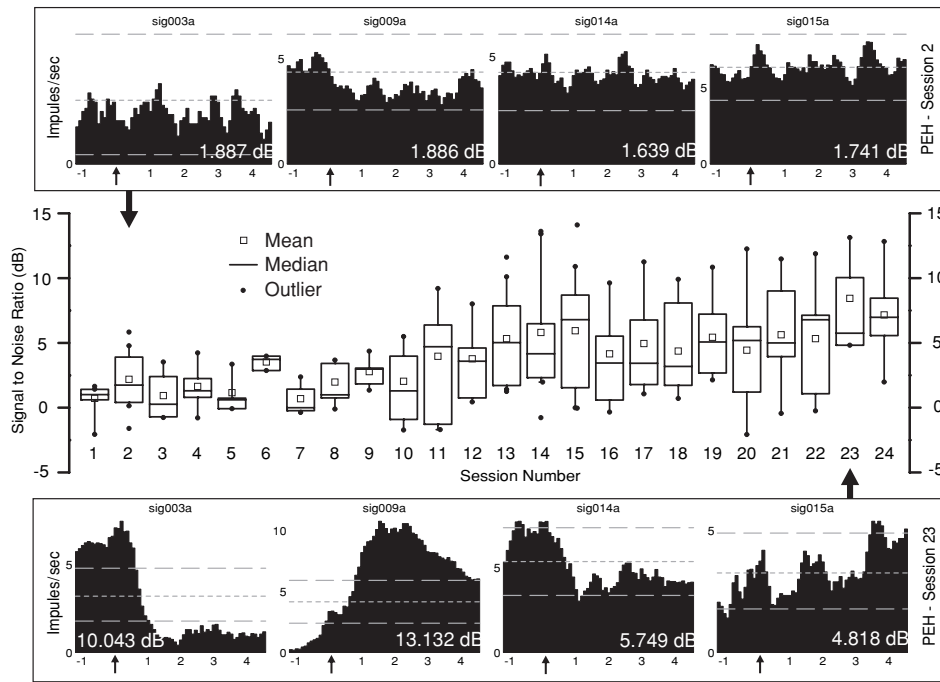 sig003a sig009a sig014a sig015a
Impules/sec
0
1.887 dB
-1 1 2 3 4
5
0
1.886 dB
-1 1 2 3 4
5
0
1.639 dB
-1 1 2 3 4
5
0
1.741 dB
-1 1 2 3 4
PEH - Session 2
Signal to Noise Ratio (dB)
15
10
5
0
-5
Mean
Median
Outlier
15
10
5
0
-5
1 2 3 4 5 6 7 8 9 10 11 12 13 14 15 16 17 18 19 20 21 22 23 24
Session Number
sig003a sig009a sig014a sig015a
Impules/sec
5
0
10.043 dB
-1 1 2 3 4
10
5
0
13.132 dB
-1 1 2 3 4
5
0
5.749 dB
-1 1 2 3 4
5
0
4.818 dB
-1 1 2 3 4
PEH - Session 23